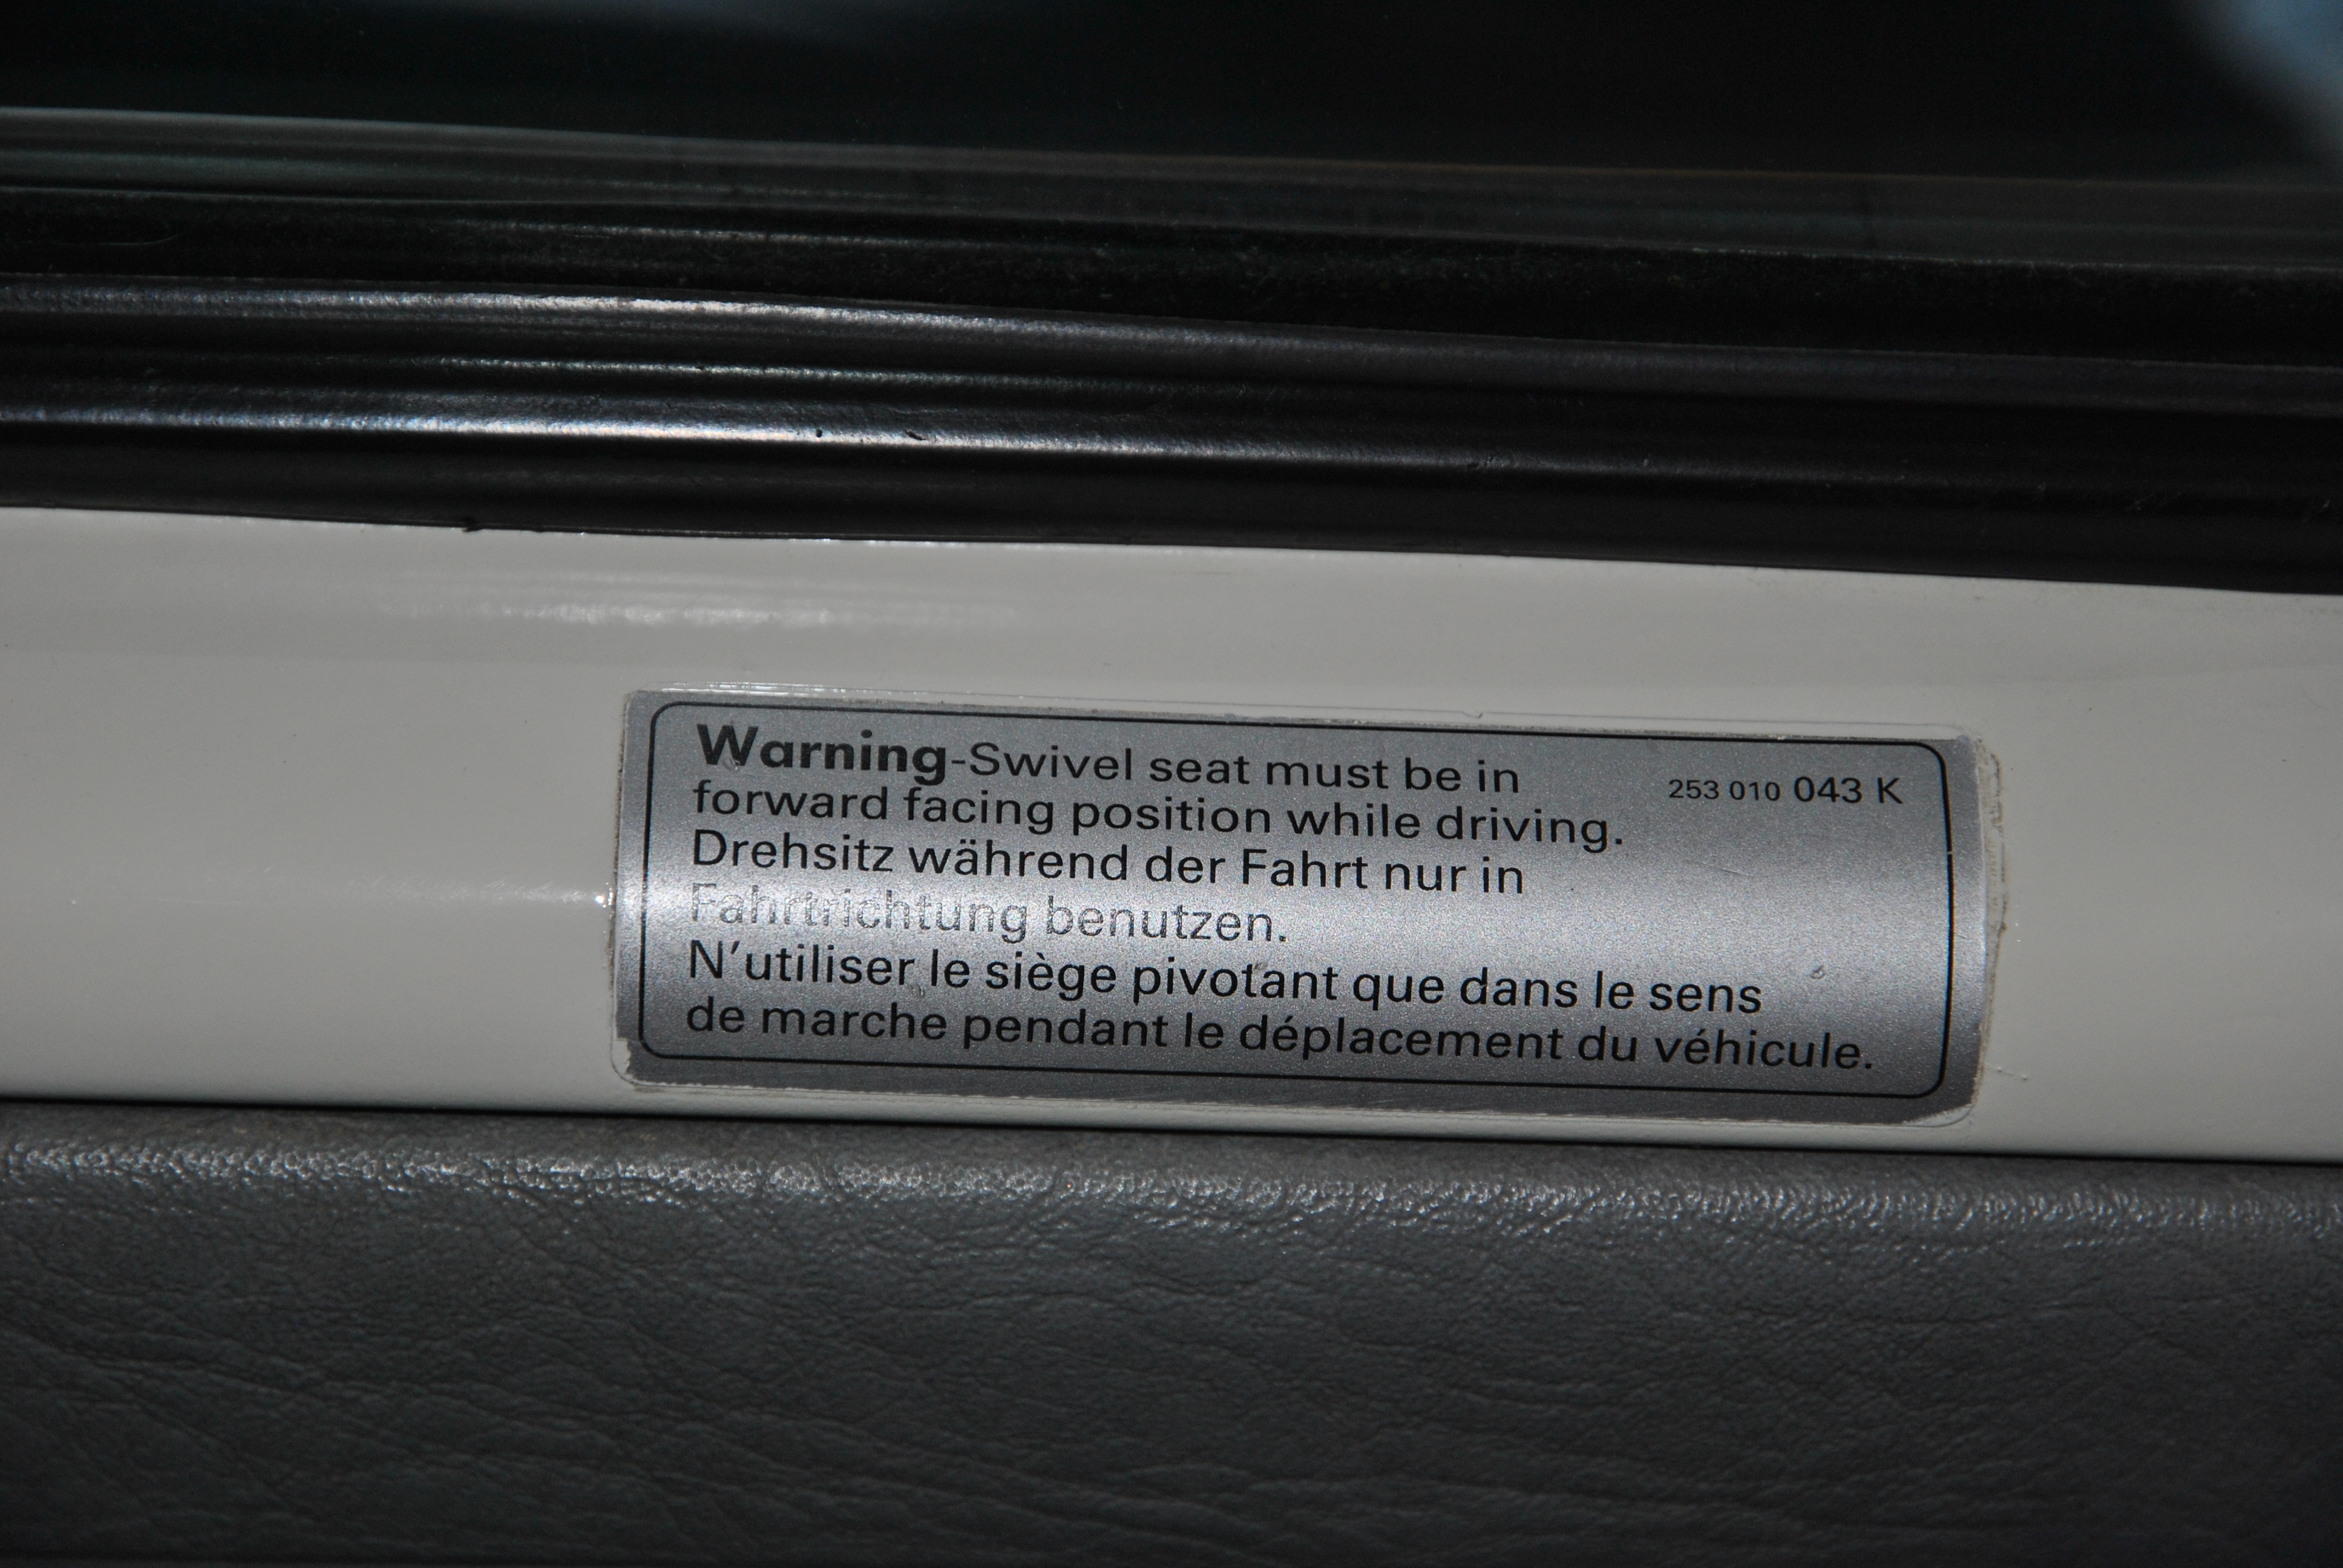 Warning-Swivel seat must be in 253 010 043 K
forward facing position while driving.
Drehsitz während der Fahrt nur in
Fahrtrichtung benutzen.
N'utiliser le siège pivotant que dans le sens
de marche pendant le déplacement du véhicule.